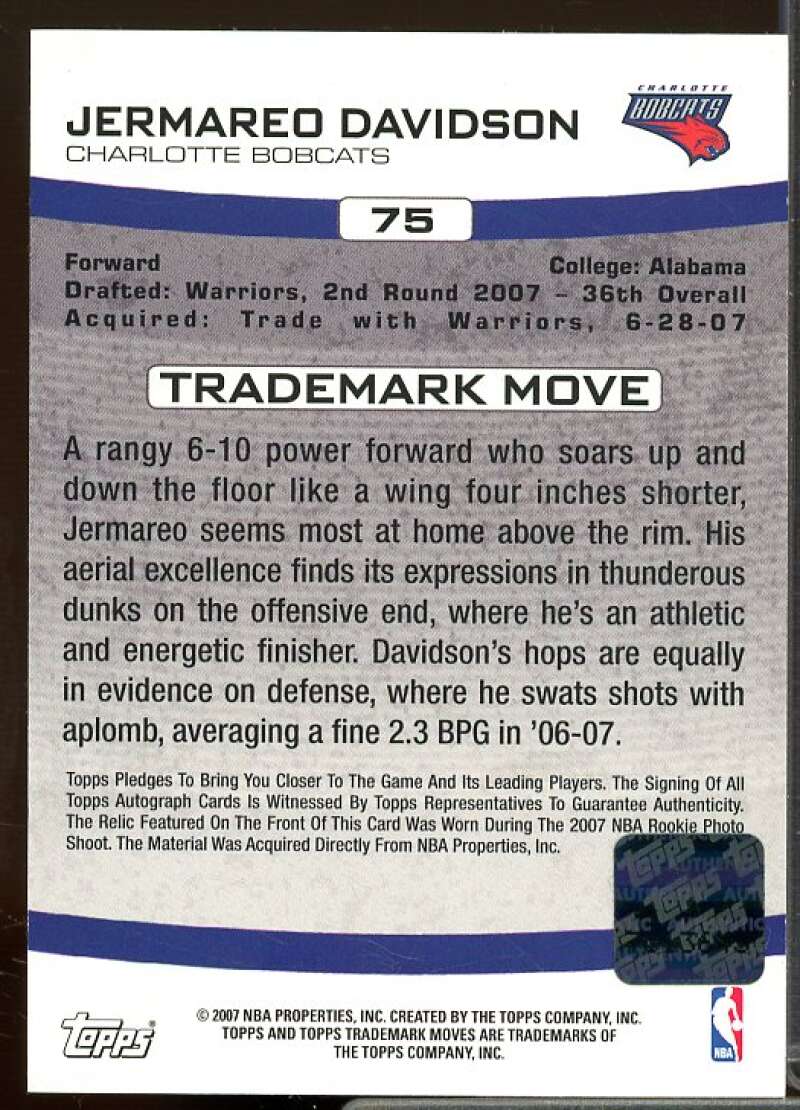 CHARLOTTE
BOBCATS
JERMAREO DAVIDSON
CHARLOTTE BOBCATS
75
Forward College: Alabama
Drafted: Warriors, 2nd Round 2007 – 36th Overall
Acquired: Trade with Warriors, 6-28-07
TRADEMARK MOVE
A rangy 6-10 power forward who soars up and
down the floor like a wing four inches shorter,
Jermareo seems most at home above the rim. His
aerial excellence finds its expressions in thunderous
dunks on the offensive end, where he's an athletic
and energetic finisher. Davidson's hops are equally
in evidence on defense, where he swats shots with
aplomb, averaging a fine 2.3 BPG in '06-07.
Topps Pledges To Bring You Closer To The Game And Its Leading Players. The Signing Of All
Topps Autograph Cards Is Witnessed By Topps Representatives To Guarantee Authenticity.
The Relic Featured On The Front Of This Card Was Worn During The 2007 NBA Rookie Photo
Shoot. The Material Was Acquired Directly From NBA Properties, Inc.
Topps
Topps
Topps
Topps
© 2007 NBA PROPERTIES, INC. CREATED BY THE TOPPS COMPANY, INC.
TOPPS AND TOPPS TRADEMARK MOVES ARE TRADEMARKS OF
THE TOPPS COMPANY, INC.
Topps®
NBA